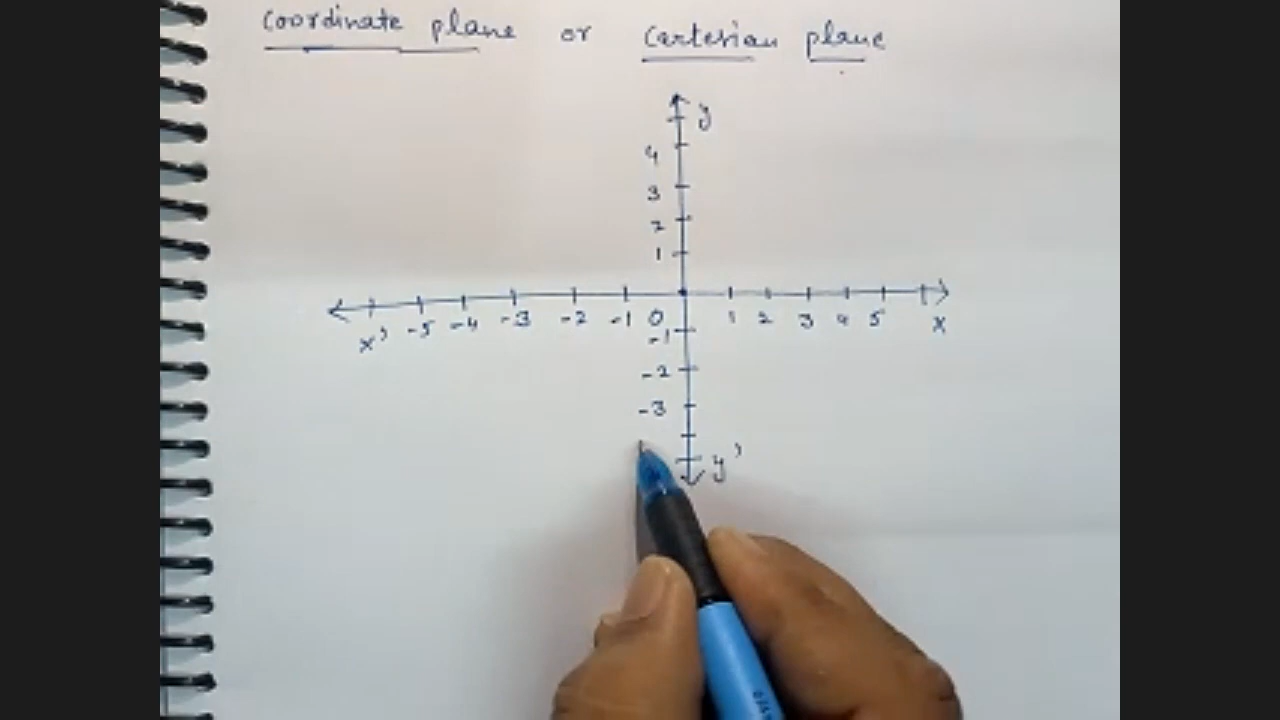 Coordinate plane or Cartesian plane
y
4
3
2
1
x' -5 -4 -3 -2 -1 0 1 2 3 4 5 x
-1
-2
-3
y'